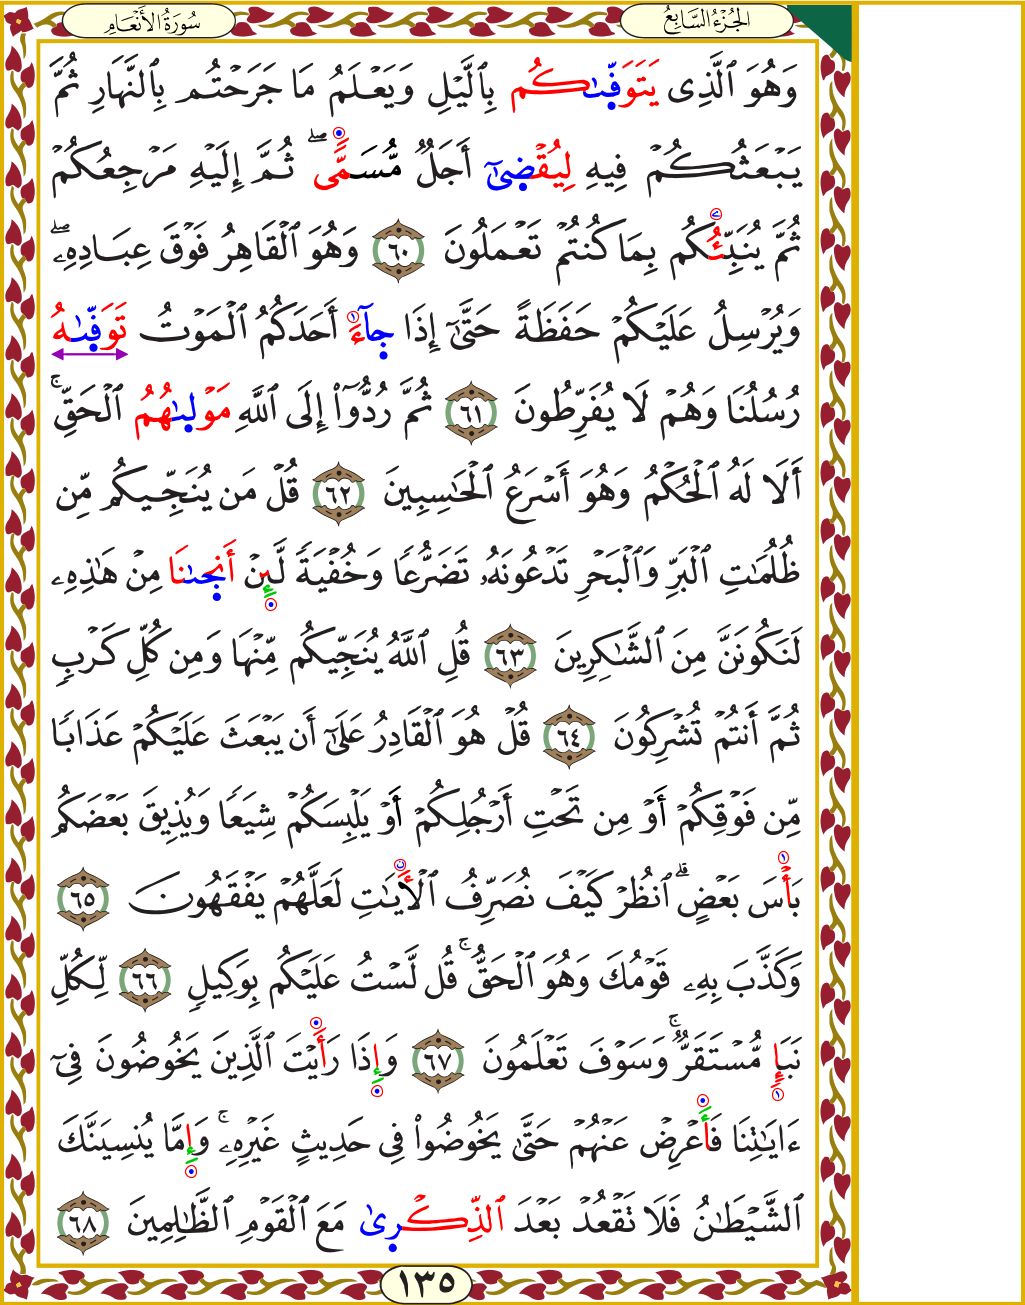 الجُزْءُ السَّابِعُ
سُورَةُ الأَنْعَامِ
وَهُوَ ٱلَّذِى يَتَوَفَّىٰكُم بِٱلَّيْلِ وَيَعْلَمُ مَا جَرَحْتُم بِٱلنَّهَارِ ثُمَّ
يَبْعَثُكُمْ فِيهِ لِيُقْضِىٰٓ أَجَلٌ مُّسَمًّى ۖ ثُمَّ إِلَيْهِ مَرْجِعُكُمْ
ثُمَّ يُنَبِّئُكُم بِمَا كُنتُمْ تَعْمَلُونَ ٦٠ وَهُوَ ٱلْقَاهِرُ فَوْقَ عِبَادِهِۦ ۖ
وَيُرْسِلُ عَلَيْكُمْ حَفَظَةً حَتَّىٰٓ إِذَا جَآءَ أَحَدَكُمُ ٱلْمَوْتُ تَوَفَّىٰهُ
رُسُلُنَا وَهُمْ لَا يُفَرِّطُونَ ٦١ ثُمَّ رُدُّوٓا۟ إِلَى ٱللَّهِ مَوْلَىٰهُمُ ٱلْحَقِّ ۚ
أَلَا لَهُ ٱلْحُكْمُ وَهُوَ أَسْرَعُ ٱلْحَٰسِبِينَ ٦٢ قُلْ مَن يُنَجِّيكُم مِّن
ظُلُمَٰتِ ٱلْبَرِّ وَٱلْبَحْرِ تَدْعُونَهُۥ تَضَرُّعًا وَخُفْيَةً لَّئِنْ أَنجَىٰنَا مِنْ هَٰذِهِۦ
لَنَكُونَنَّ مِنَ ٱلشَّٰكِرِينَ ٦٣ قُلِ ٱللَّهُ يُنَجِّيكُم مِّنْهَا وَمِن كُلِّ كَرْبٍ
ثُمَّ أَنتُمْ تُشْرِكُونَ ٦٤ قُلْ هُوَ ٱلْقَادِرُ عَلَىٰٓ أَن يَبْعَثَ عَلَيْكُمْ عَذَابًا
مِّن فَوْقِكُمْ أَوْ مِن تَحْتِ أَرْجُلِكُمْ أَوْ يَلْبِسَكُمْ شِيَعًا وَيُذِيقَ بَعْضَكُم
بَأْسَ بَعْضٍ ۗ ٱنظُرْ كَيْفَ نُصَرِّفُ ٱلْأَيَٰتِ لَعَلَّهُمْ يَفْقَهُونَ ٦٥
وَكَذَّبَ بِهِۦ قَوْمُكَ وَهُوَ ٱلْحَقُّ ۚ قُل لَّسْتُ عَلَيْكُم بِوَكِيلٍ ٦٦ لِّكُلِّ
نَبَإٍ مُّسْتَقَرٌّ ۚ وَسَوْفَ تَعْلَمُونَ ٦٧ وَإِذَا رَأَيْتَ ٱلَّذِينَ يَخُوضُونَ فِىٓ
ءَايَٰتِنَا فَأَعْرِضْ عَنْهُمْ حَتَّىٰ يَخُوضُوا۟ فِى حَدِيثٍ غَيْرِهِۦ ۚ وَإِمَّا يُنسِيَنَّكَ
ٱلشَّيْطَٰنُ فَلَا تَقْعُدْ بَعْدَ ٱلذِّكْرِىٰ مَعَ ٱلْقَوْمِ ٱلظَّٰلِمِينَ ٦٨
١٣٥